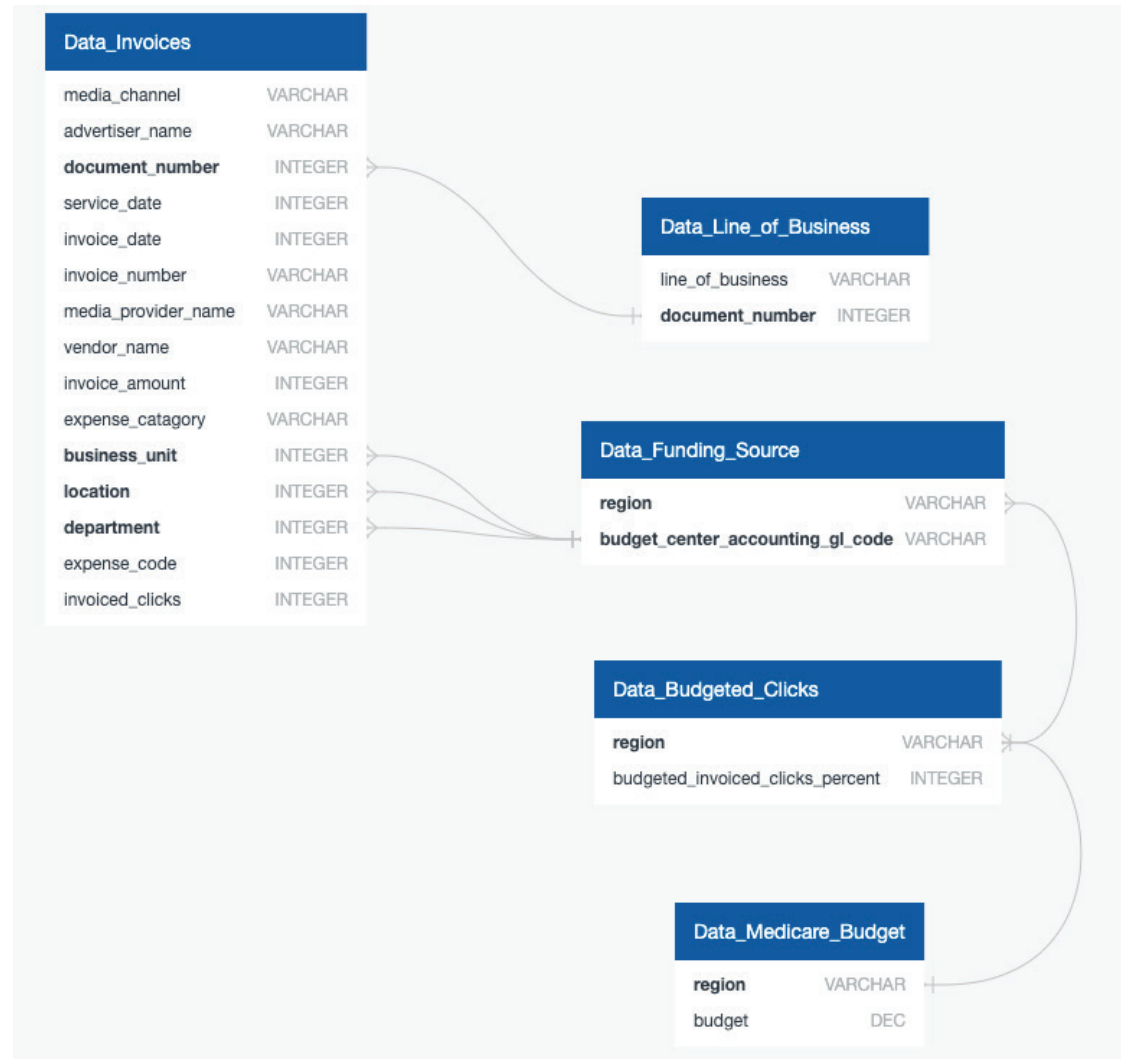 Data_Invoices
media_channel VARCHAR
advertiser_name VARCHAR
document_number INTEGER
service_date INTEGER
invoice_date INTEGER
invoice_number VARCHAR
media_provider_name VARCHAR
vendor_name VARCHAR
invoice_amount INTEGER
expense_catagory VARCHAR
business_unit INTEGER
location INTEGER
department INTEGER
expense_code INTEGER
invoiced_clicks INTEGER
Data_Line_of_Business
line_of_business VARCHAR
document_number INTEGER
Data_Funding_Source
region VARCHAR
budget_center_accounting_gl_code VARCHAR
Data_Budgeted_Clicks
region VARCHAR
budgeted_invoiced_clicks_percent INTEGER
Data_Medicare_Budget
region VARCHAR
budget DEC